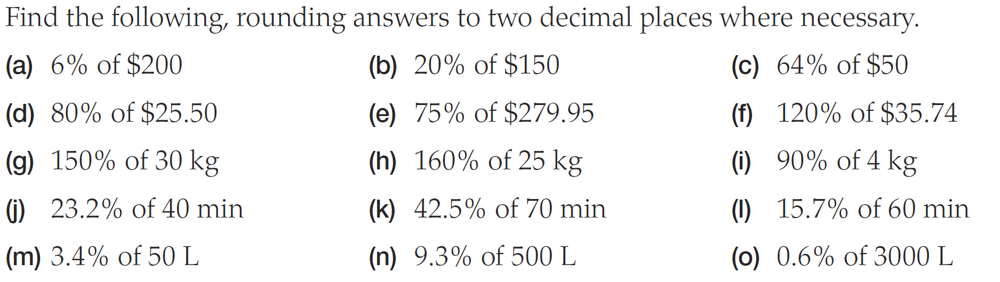 Find the following, rounding answers to two decimal places where necessary.
(a) 6% of $200 (b) 20% of $150 (c) 64% of $50
(d) 80% of $25.50 (e) 75% of $279.95 (f) 120% of $35.74
(g) 150% of 30 kg (h) 160% of 25 kg (i) 90% of 4 kg
(j) 23.2% of 40 min (k) 42.5% of 70 min (l) 15.7% of 60 min
(m) 3.4% of 50 L (n) 9.3% of 500 L (o) 0.6% of 3000 L